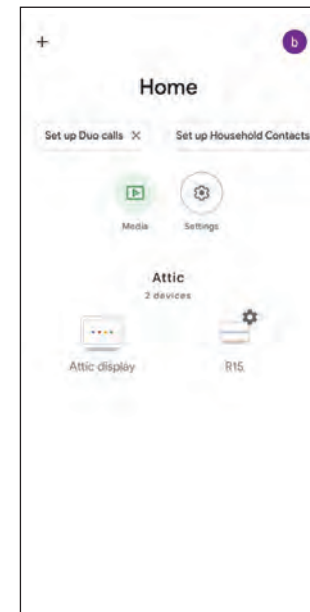 +
b
Home
Set up Duo calls ×
Set up Household Contacts
Media
Settings
Attic
2 devices
Attic display
R15